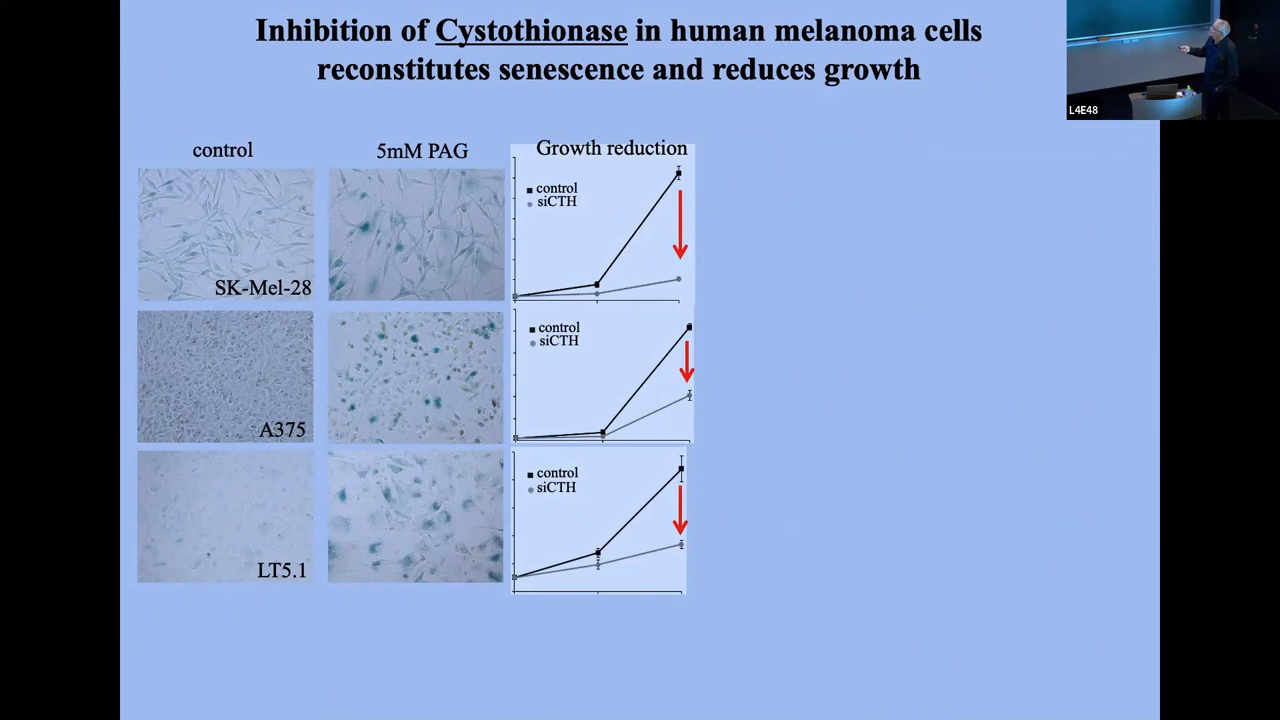 Inhibition of Cystothionase in human melanoma cells
reconstitutes senescence and reduces growth
L4E48
control
5mM PAG
Growth reduction
SK-Mel-28
control
siCTH
A375
control
siCTH
LT5.1
control
siCTH